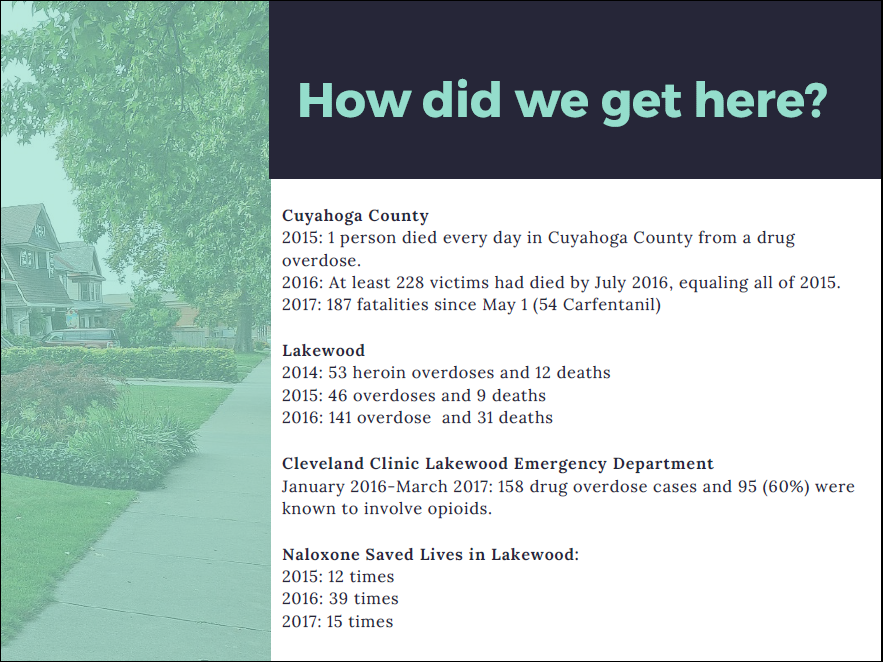 How did we get here?
Cuyahoga County
2015: 1 person died every day in Cuyahoga County from a drug
overdose.
2016: At least 228 victims had died by July 2016, equaling all of 2015.
2017: 187 fatalities since May 1 (54 Carfentanil)
Lakewood
2014: 53 heroin overdoses and 12 deaths
2015: 46 overdoses and 9 deaths
2016: 141 overdose  and 31 deaths
Cleveland Clinic Lakewood Emergency Department
January 2016-March 2017: 158 drug overdose cases and 95 (60%) were
known to involve opioids.
Naloxone Saved Lives in Lakewood:
2015: 12 times
2016: 39 times
2017: 15 times